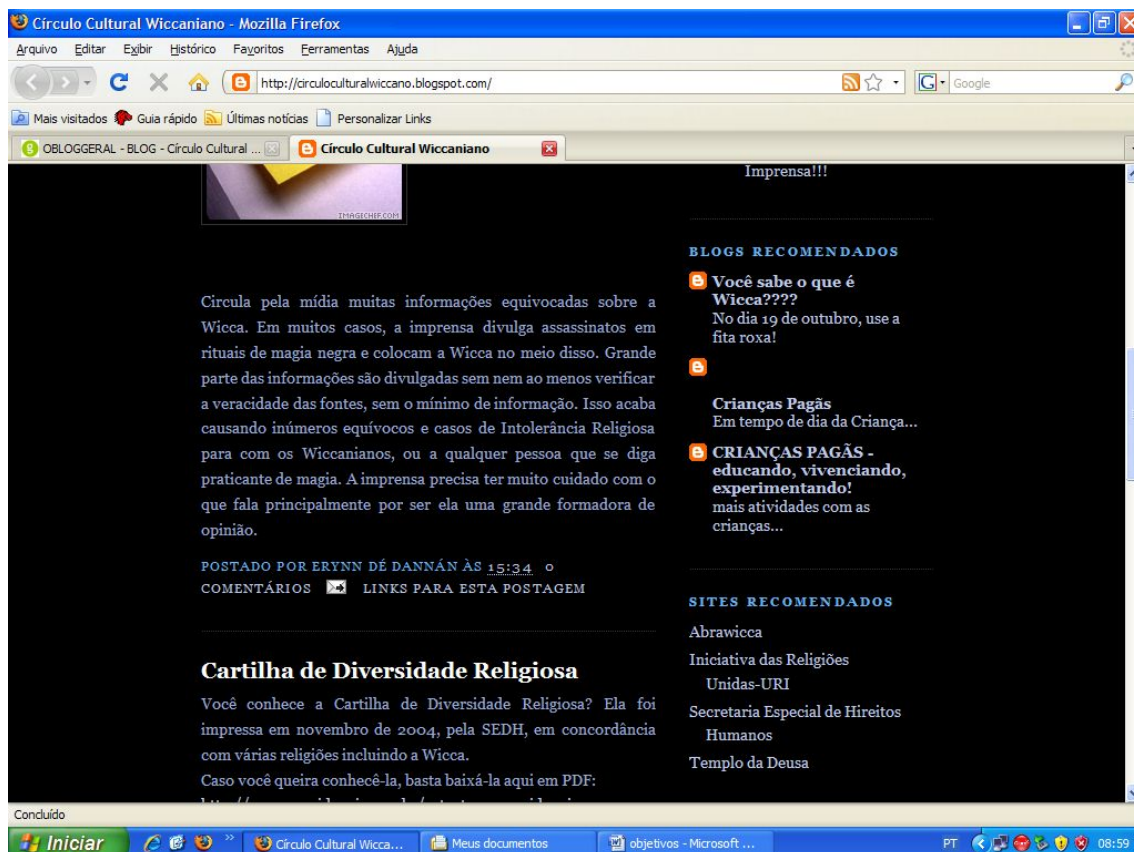 Círculo Cultural Wiccaniano - Mozilla Firefox
Arquivo Editar Exibir Histórico Favoritos Ferramentas Ajuda
http://circuloculturalwiccano.blogspot.com/
G Google
Mais visitados Guia rápido Últimas notícias Personalizar Links
OBLOGGERAL - BLOG - Círculo Cultural ...
Círculo Cultural Wiccaniano
IMAGECHEF.COM
Circula pela mídia muitas informações equivocadas sobre a
Wicca. Em muitos casos, a imprensa divulga assassinatos em
rituais de magia negra e colocam a Wicca no meio disso. Grande
parte das informações são divulgadas sem nem ao menos verificar
a veracidade das fontes, sem o mínimo de informação. Isso acaba
causando inúmeros equívocos e casos de Intolerância Religiosa
para com os Wiccanianos, ou a qualquer pessoa que se diga
praticante de magia. A imprensa precisa ter muito cuidado com o
que fala principalmente por ser ela uma grande formadora de
opinião.
POSTADO POR ERYNN DÉ DANNÁN ÀS 15:34 0
COMENTÁRIOS LINKS PARA ESTA POSTAGEM
Cartilha de Diversidade Religiosa
Você conhece a Cartilha de Diversidade Religiosa? Ela foi
impressa em novembro de 2004, pela SEDH, em concordância
com várias religiões incluindo a Wicca.
Caso você queira conhecê-la, basta baixá-la aqui em PDF:
Imprensa!!!
BLOGS RECOMENDADOS
Você sabe o que é
Wicca????
No dia 19 de outubro, use a
fita roxa!
Crianças Pagãs
Em tempo de dia da Criança...
CRIANÇAS PAGÃS -
educando, vivenciando,
experimentando!
mais atividades com as
crianças...
SITES RECOMENDADOS
Abrawicca
Iniciativa das Religiões
Unidas-URI
Secretaria Especial de Hireitos
Humanos
Templo da Deusa
Concluído
Iniciar
Círculo Cultural Wicca...
Meus documentos
objetivos - Microsoft ...
PT
08:59